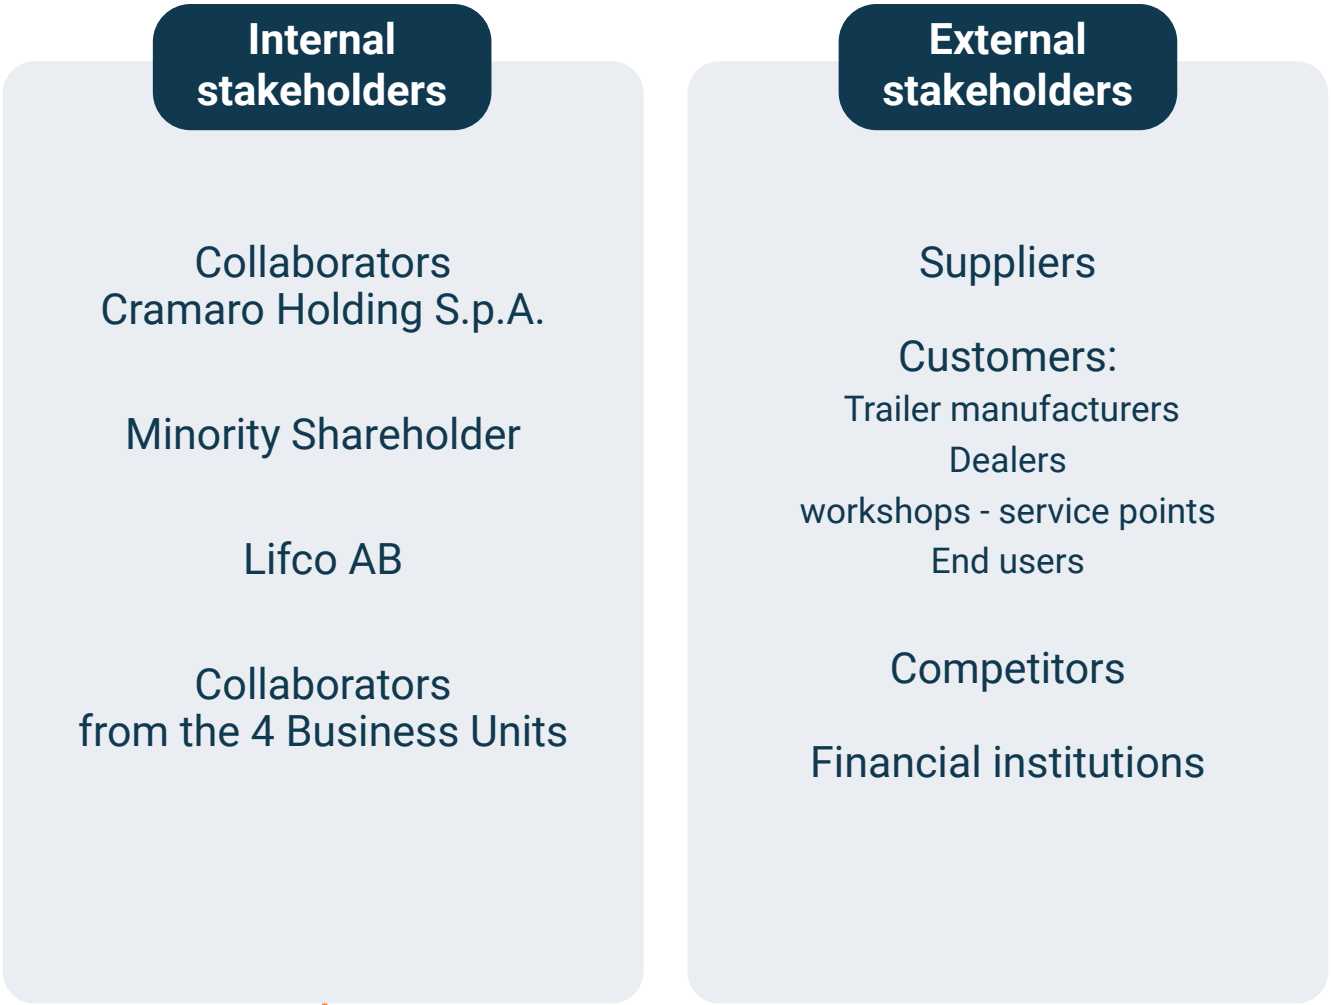 Internal
stakeholders
Collaborators
Cramaro Holding S.p.A.
Minority Shareholder
Lifco AB
Collaborators
from the 4 Business Units
External
stakeholders
Suppliers
Customers:
Trailer manufacturers
Dealers
workshops - service points
End users
Competitors
Financial institutions